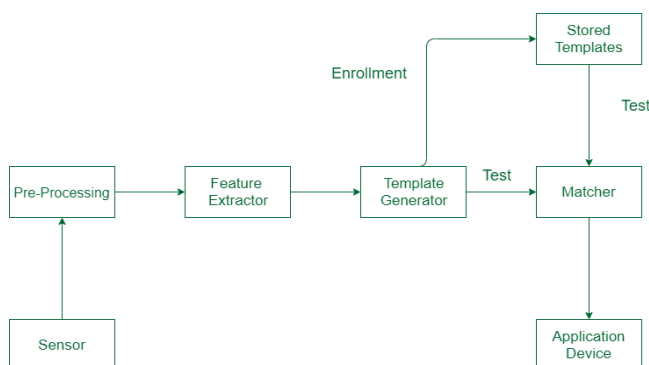 Stored
Templates
Enrollment
Test
Pre-Processing
Feature
Extractor
Template
Generator
Test
Matcher
Sensor
Application
Device